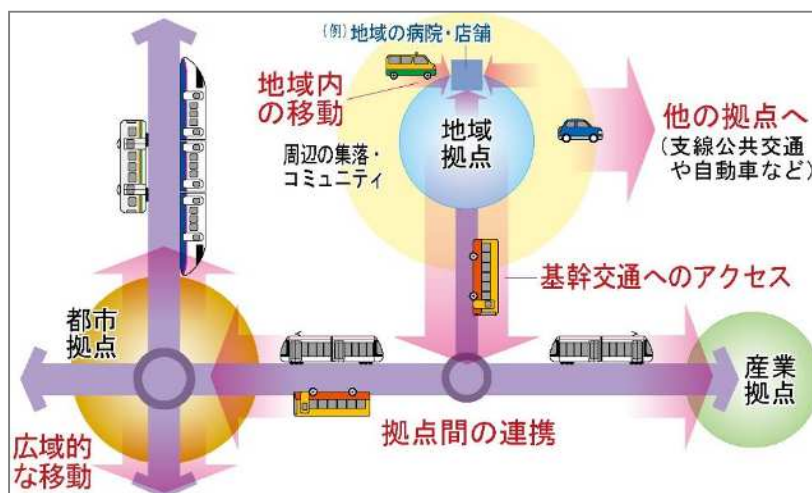 (例)地域の病院・店舗
地域内
の移動
地域
拠点
周辺の集落・
コミュニティ
他の拠点へ
(支線公共交通
や自動車など)
基幹交通へのアクセス
都市
拠点
産業
拠点
拠点間の連携
広域的
な移動